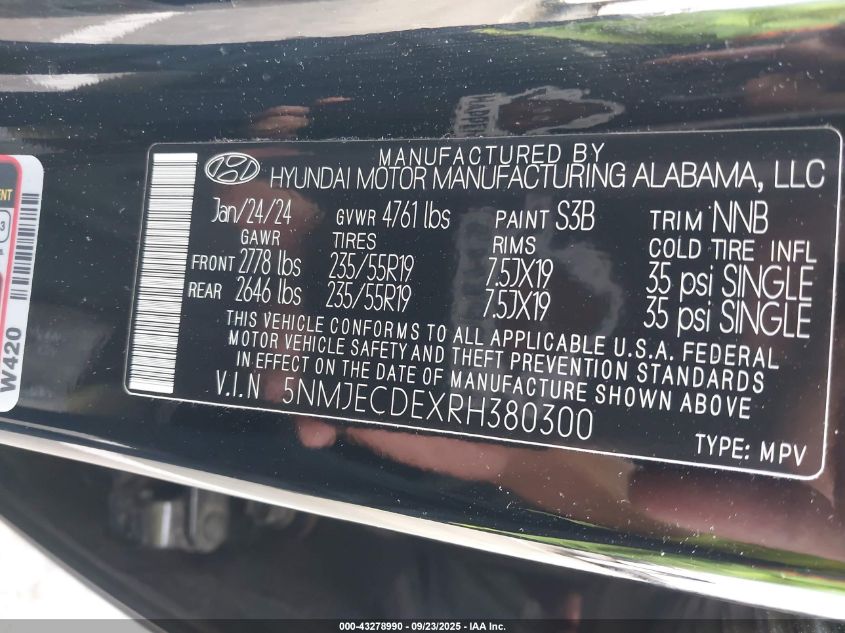 MANUFACTURED BY
HYUNDAI MOTOR MANUFACTURING ALABAMA, LLC
Jan/24/24 GVWR 4761 lbs PAINT S3B TRIM NNB
GAWR TIRES RIMS COLD TIRE INFL
FRONT 2778 lbs 235/55R19 7.5JX19 35 psi SINGLE
REAR 2646 lbs 235/55R19 7.5JX19 35 psi SINGLE
THIS VEHICLE CONFORMS TO ALL APPLICABLE U.S.A. FEDERAL
MOTOR VEHICLE SAFETY AND THEFT PREVENTION STANDARDS
IN EFFECT ON THE DATE OF MANUFACTURE SHOWN ABOVE
V.I.N 5NMJECDEXRH380300
TYPE: MPV
W420
000-43278990 - 09/23/2025 - IAA Inc.